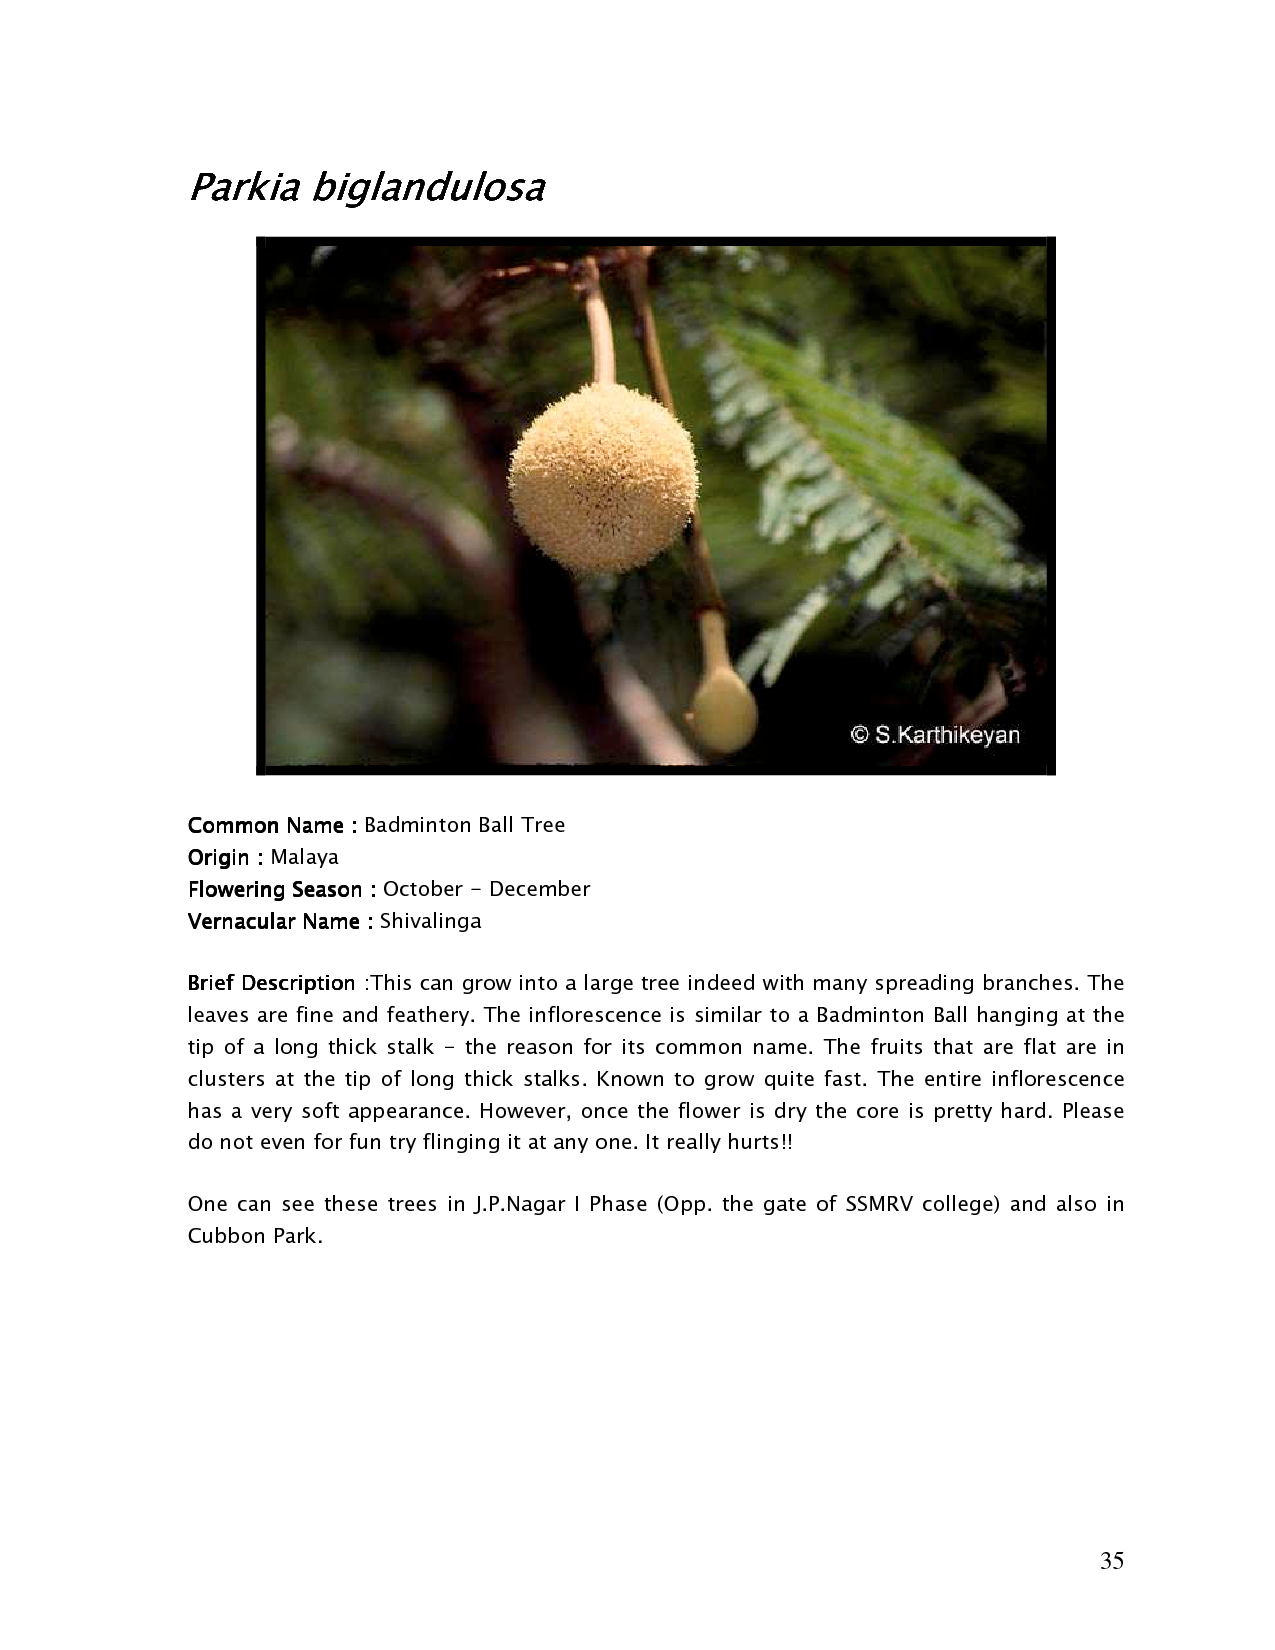 Parkia biglandulosa
© S.Karthikeyan
Common Name : Badminton Ball Tree
Origin : Malaya
Flowering Season : October – December
Vernacular Name : Shivalinga
Brief Description :This can grow into a large tree indeed with many spreading branches. The
leaves are fine and feathery. The inflorescence is similar to a Badminton Ball hanging at the
tip of a long thick stalk – the reason for its common name. The fruits that are flat are in
clusters at the tip of long thick stalks. Known to grow quite fast. The entire inflorescence
has a very soft appearance. However, once the flower is dry the core is pretty hard. Please
do not even for fun try flinging it at any one. It really hurts!!
One can see these trees in J.P.Nagar I Phase (Opp. the gate of SSMRV college) and also in
Cubbon Park.
35